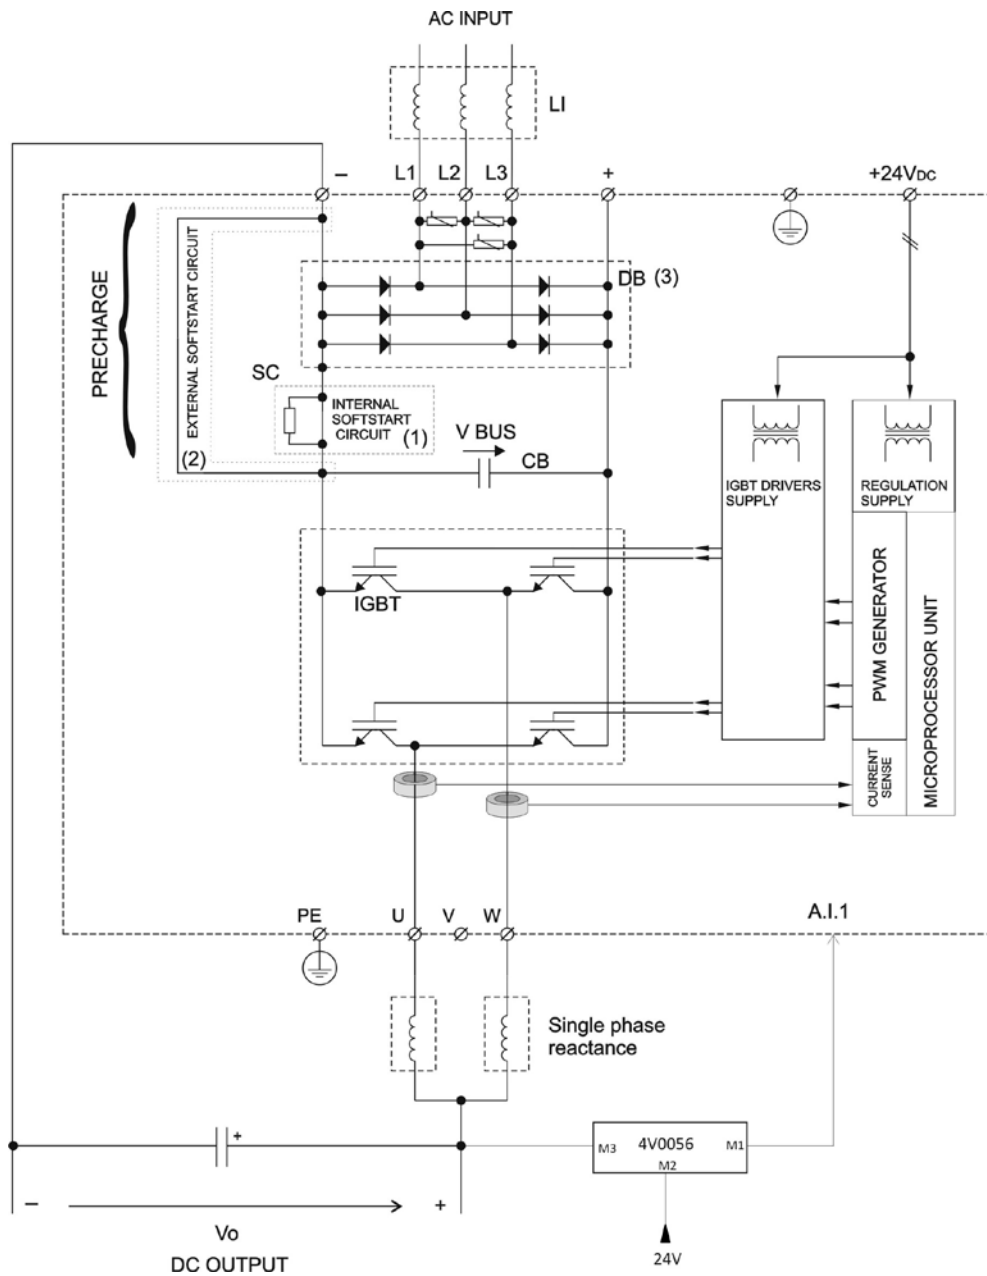 AC INPUT
LI
–
L1
L2
L3
+
+24VDC
PRECHARGE
EXTERNAL SOFTSTART CIRCUIT
(2)
DB (3)
SC
INTERNAL
SOFTSTART
CIRCUIT (1)
V BUS
CB
IGBT DRIVERS
SUPPLY
REGULATION
SUPPLY
IGBT
PWM GENERATOR
MICROPROCESSOR UNIT
CURRENT
SENSE
PE
U
V
W
A.I.1
Single phase
reactance
+
M3
4V0056
M1
M2
–
+
Vo
DC OUTPUT
24V